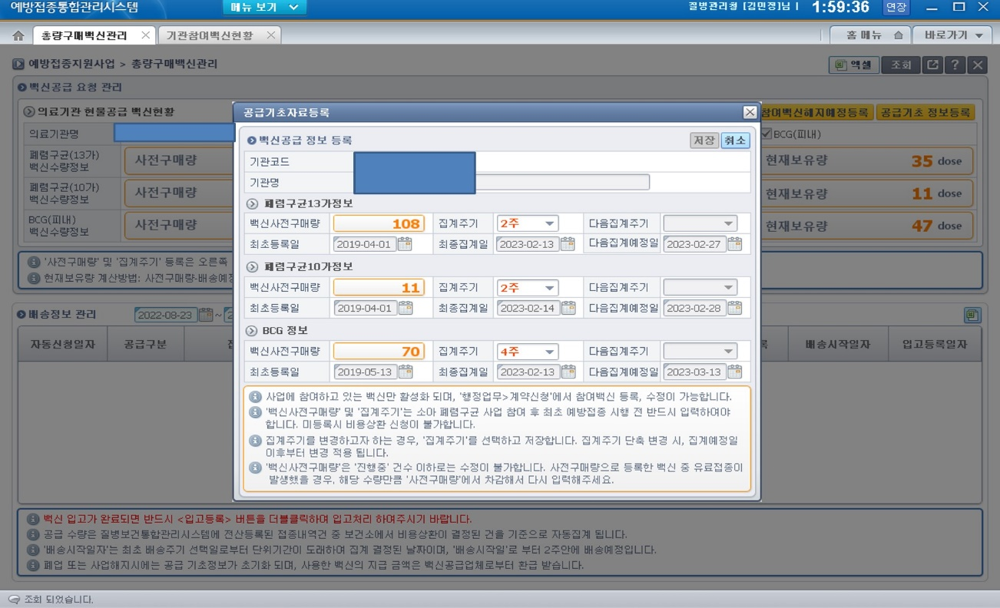 예방접종통합관리시스템
메뉴 보기
질병관리청 [김민정]님 |
1:59:36
연장
총량구매백신관리
기관참여백신현황
홈 메뉴
바로가기
예방접종지원사업 > 총량구매백신관리
엑셀
조회
?
백신공급 요청 관리
의료기관 현물공급 백신현황
참여백신해지예정등록
공급기초 정보등록
의료기관명
BCG(피내)
폐렴구균(13가)
백신수량정보
사전구매량
현재보유량
35 dose
폐렴구균(10가)
백신수량정보
사전구매량
현재보유량
11 dose
BCG(피내)
백신수량정보
사전구매량
현재보유량
47 dose
'사전구매량' 및 '집계주기' 등록은 오른쪽
현재보유량 계산방법: 사전구매량-배송예정
배송정보 관리
2022-08-23
~
자동신청일자
공급구분
배송시작일자
입고등록일자
공급기초자료등록
백신공급 정보 등록
저장
취소
기관코드
기관명
폐렴구균13가정보
백신사전구매량
108
집계주기
2주
다음집계주기
최초등록일
2019-04-01
최종집계일
2023-02-13
다음집계예정일
2023-02-27
폐렴구균10가정보
백신사전구매량
11
집계주기
2주
다음집계주기
최초등록일
2019-04-01
최종집계일
2023-02-14
다음집계예정일
2023-02-28
BCG 정보
백신사전구매량
70
집계주기
4주
다음집계주기
최초등록일
2019-05-13
최종집계일
2023-02-13
다음집계예정일
2023-03-13
사업에 참여하고 있는 백신만 활성화 되며, '행정업무>계약신청'에서 참여백신 등록, 수정이 가능합니다.
'백신사전구매량' 및 '집계주기'는 소아 폐렴구균 사업 참여 후 최초 예방접종 시행 전 반드시 입력하여야
합니다. 미등록시 비용상환 신청이 불가합니다.
집계주기를 변경하고자 하는 경우, '집계주기'를 선택하고 저장합니다. 집계주기 단축 변경 시, 집계예정일
이후부터 변경 적용 됩니다.
'백신사전구매량'은 '진행중' 건수 이하로는 수정이 불가합니다. 사전구매량으로 등록한 백신 중 유료접종이
발생했을 경우, 해당 수량만큼 '사전구매량'에서 차감해서 다시 입력해주세요.
백신 입고가 완료되면 반드시 <입고등록> 버튼을 더블클릭하여 입고처리 하여주시기 바랍니다.
공급 수량은 질병보건통합관리시스템에 전산등록된 접종내역건 중 보건소에서 비용상환이 결정된 건을 기준으로 자동집계 됩니다.
'배송시작일자'는 최초 배송주기 선택일로부터 단위기간이 도래하여 집계 결정된 날짜이며, '배송시작일'로 부터 2주안에 배송예정입니다.
폐업 또는 사업해지시에는 공급 기초정보가 초기화 되며, 사용한 백신의 지급 금액은 백신공급업체로부터 환급 받습니다.
조회 되었습니다.